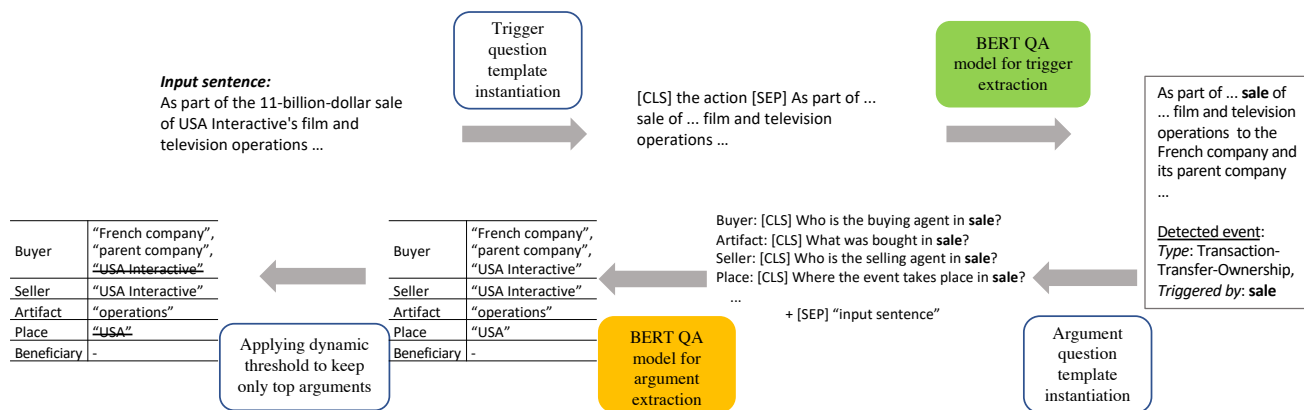 Trigger
question
template
instantiation
BERT QA
model for trigger
extraction
Input sentence:
As part of the 11-billion-dollar sale
of USA Interactive's film and
television operations ...
[CLS] the action [SEP] As part of ...
sale of ... film and television
operations ...
As part of ... sale of
... film and television
operations to the
French company and
its parent company
...
Detected event:
Type: Transaction-
Transfer-Ownership,
Triggered by: sale
Argument
question
template
instantiation
Buyer: [CLS] Who is the buying agent in sale?
Artifact: [CLS] What was bought in sale?
Seller: [CLS] Who is the selling agent in sale?
Place: [CLS] Where the event takes place in sale?
...
+ [SEP] “input sentence”
BERT QA
model for
argument
extraction
“French company”,
Buyer “parent company”,
“USA Interactive”
Seller “USA Interactive”
Artifact “operations”
Place “USA”
Beneficiary -
Applying dynamic
threshold to keep
only top arguments
“French company”,
Buyer “parent company”,
“USA Interactive”
Seller “USA Interactive”
Artifact “operations”
Place “USA”
Beneficiary -